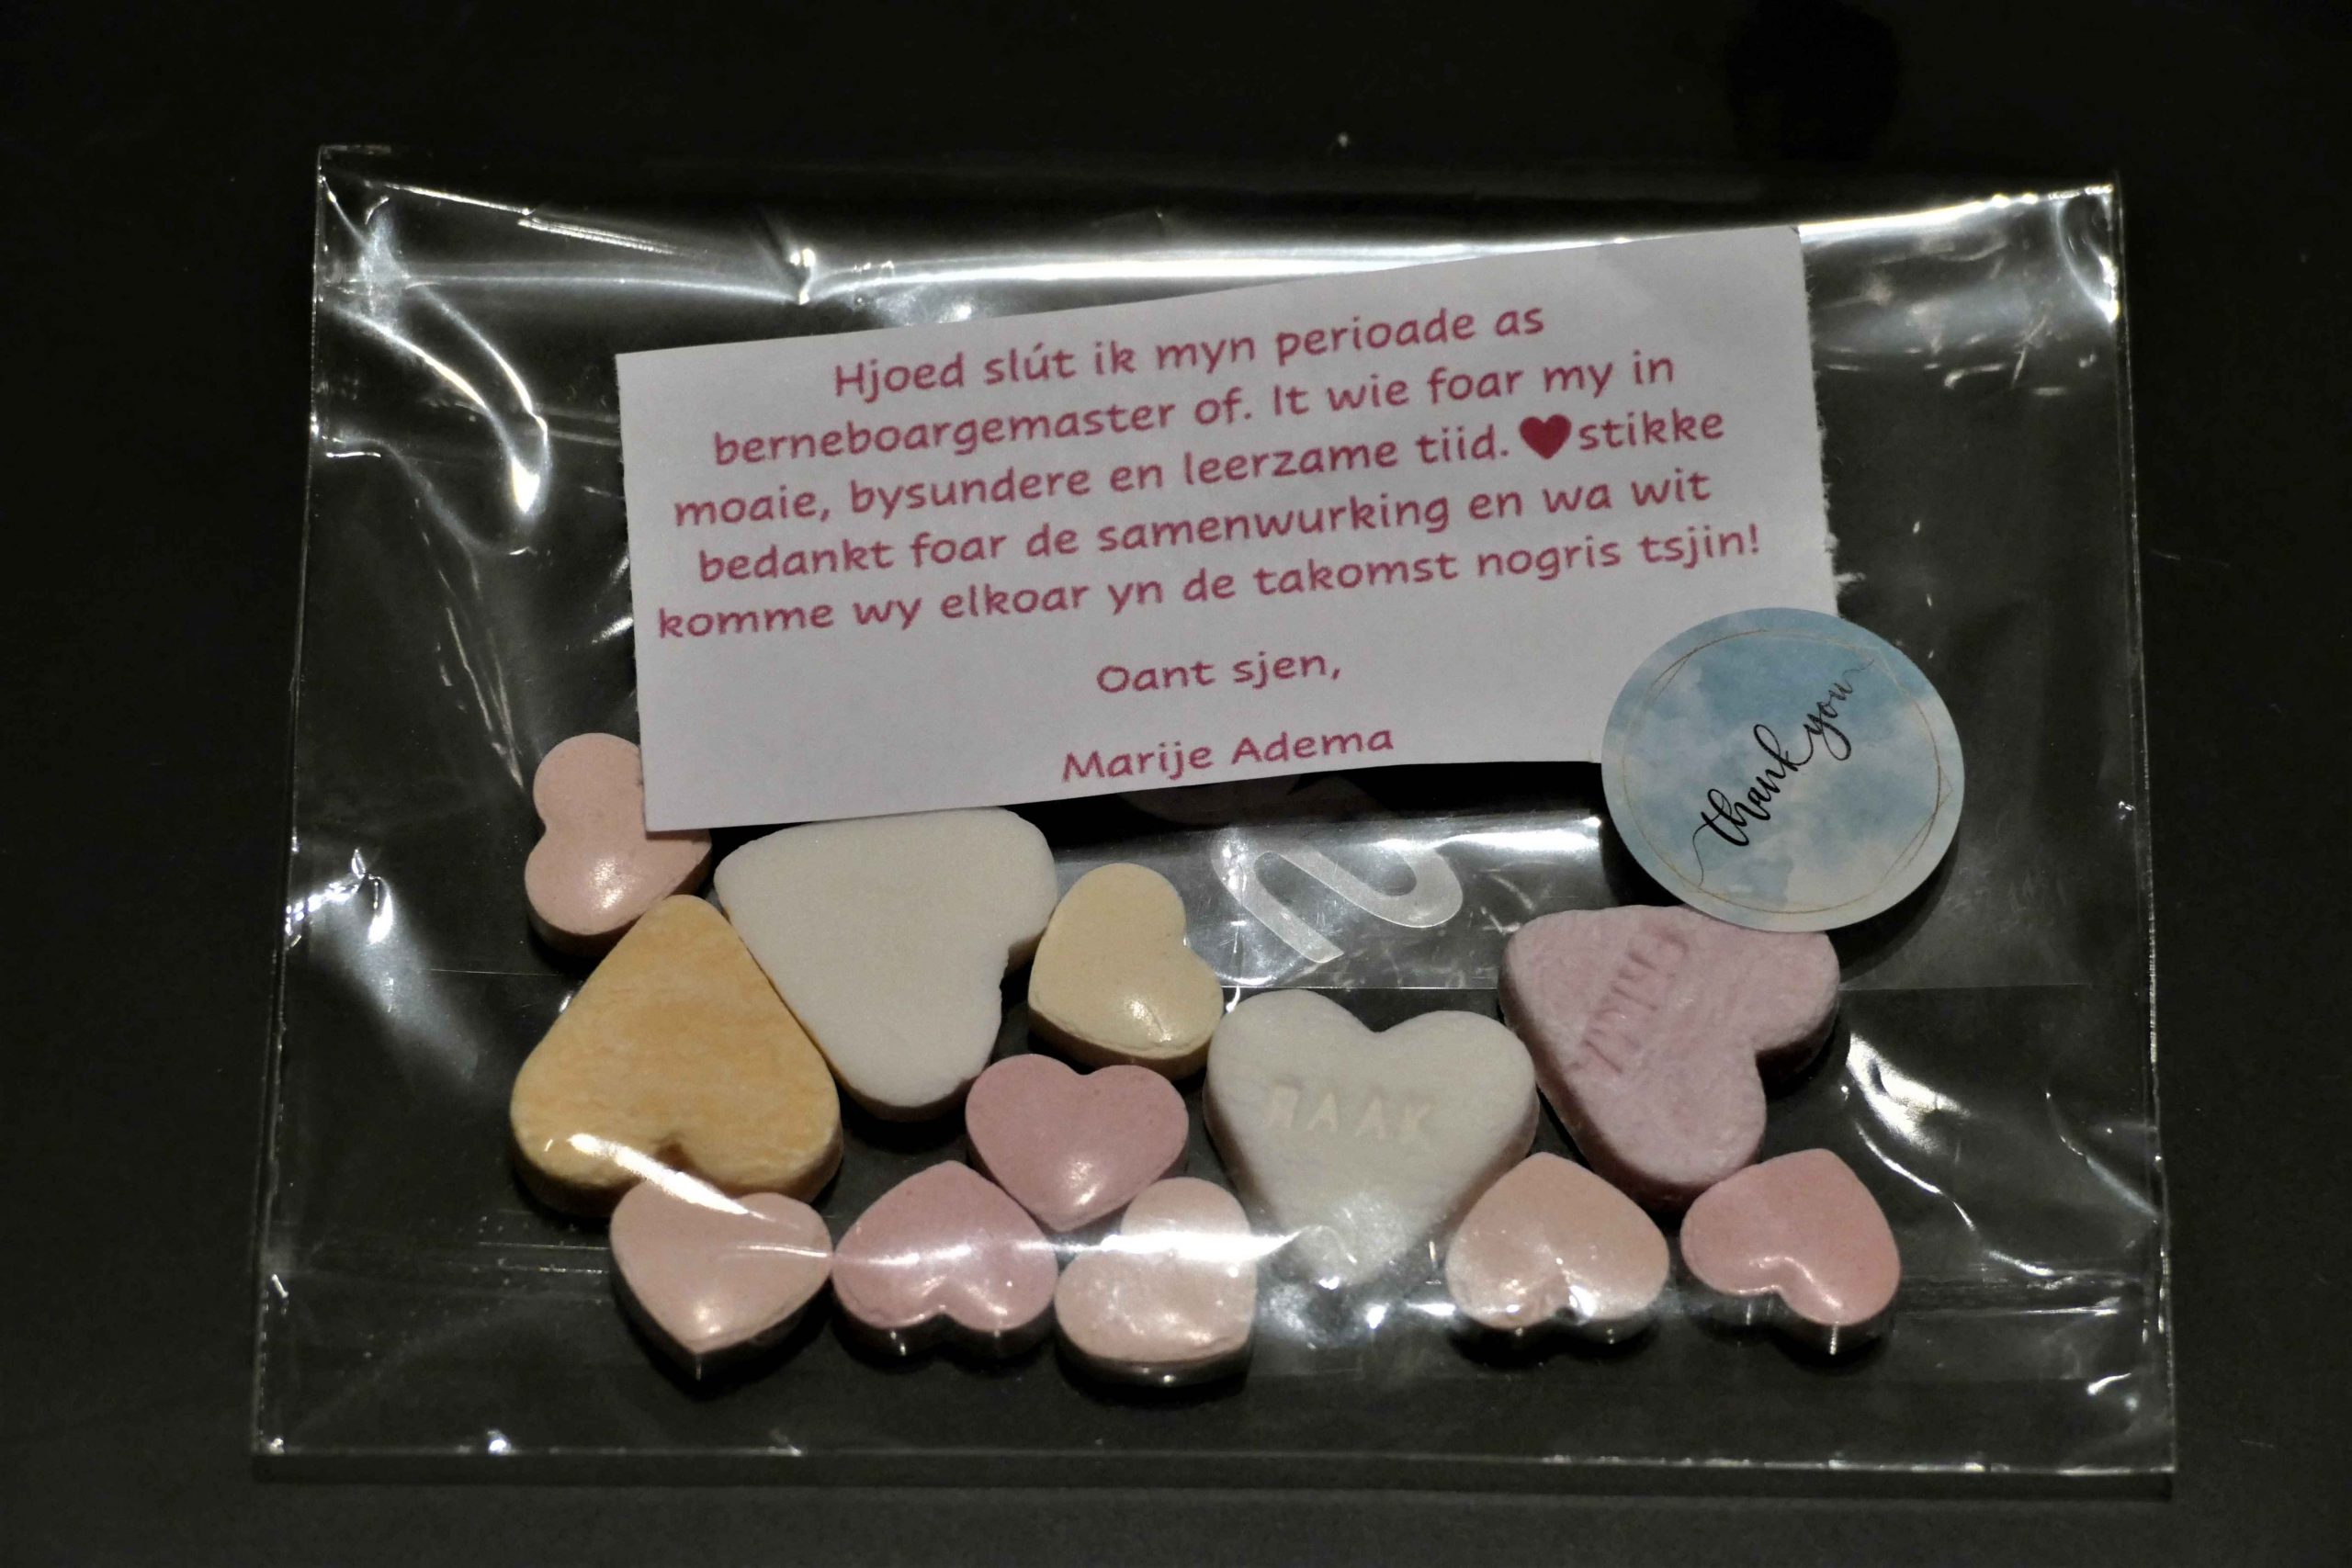 Hjoed slút ik myn perioade as
berneboargemaster of. It wie foar my in
moaie, bysundere en leerzame tiid. ❤stikke
bedankt foar de samenwurking en wa wit
komme wy elkoar yn de takomst nogris tsjin!
Oant sjen,
Marije Adema
thank you
RAAK